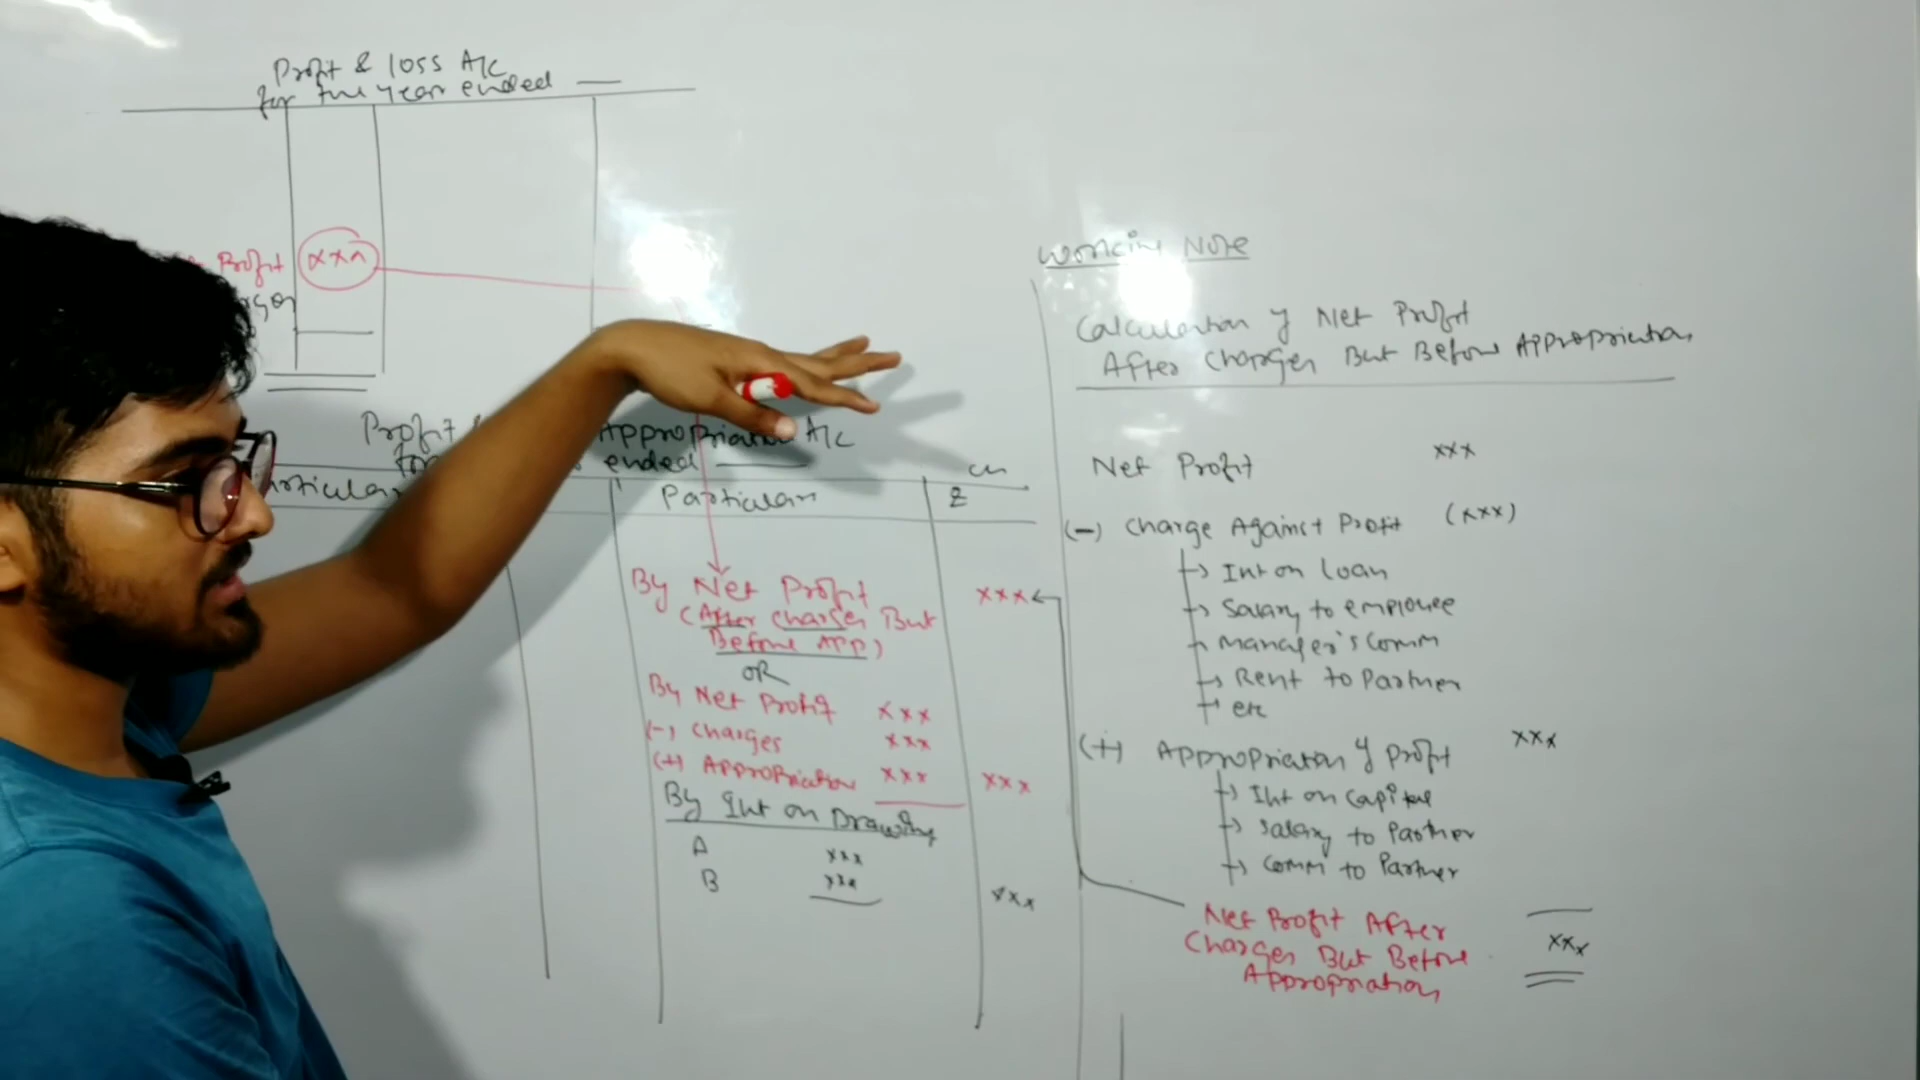 Profit & loss A/C
for the year ended
Profit
xxx
Profit &
Appropriation A/C
ended
Particulars
Particulars
By Net Profit
xxx
(After charges But
Before APP)
OR
By Net Profit xxx
(-) charges xxx
(+) Appropriation xxx xxx
By Int on Drawing
A xxx
B xxx
xxx
Working Note
Calculation of Net Profit
After Charges But Before Appropriation
Net Profit xxx
(-) Charge Against Profit (xxx)
Int on loan
Salary to employee
Manager's Comm
Rent to Partner
etc
(+) Appropriation of profit xxx
Int on capital
Salary to Partner
Comm to Partner
Net Profit After
Charges But Before
Appropriation
xxx